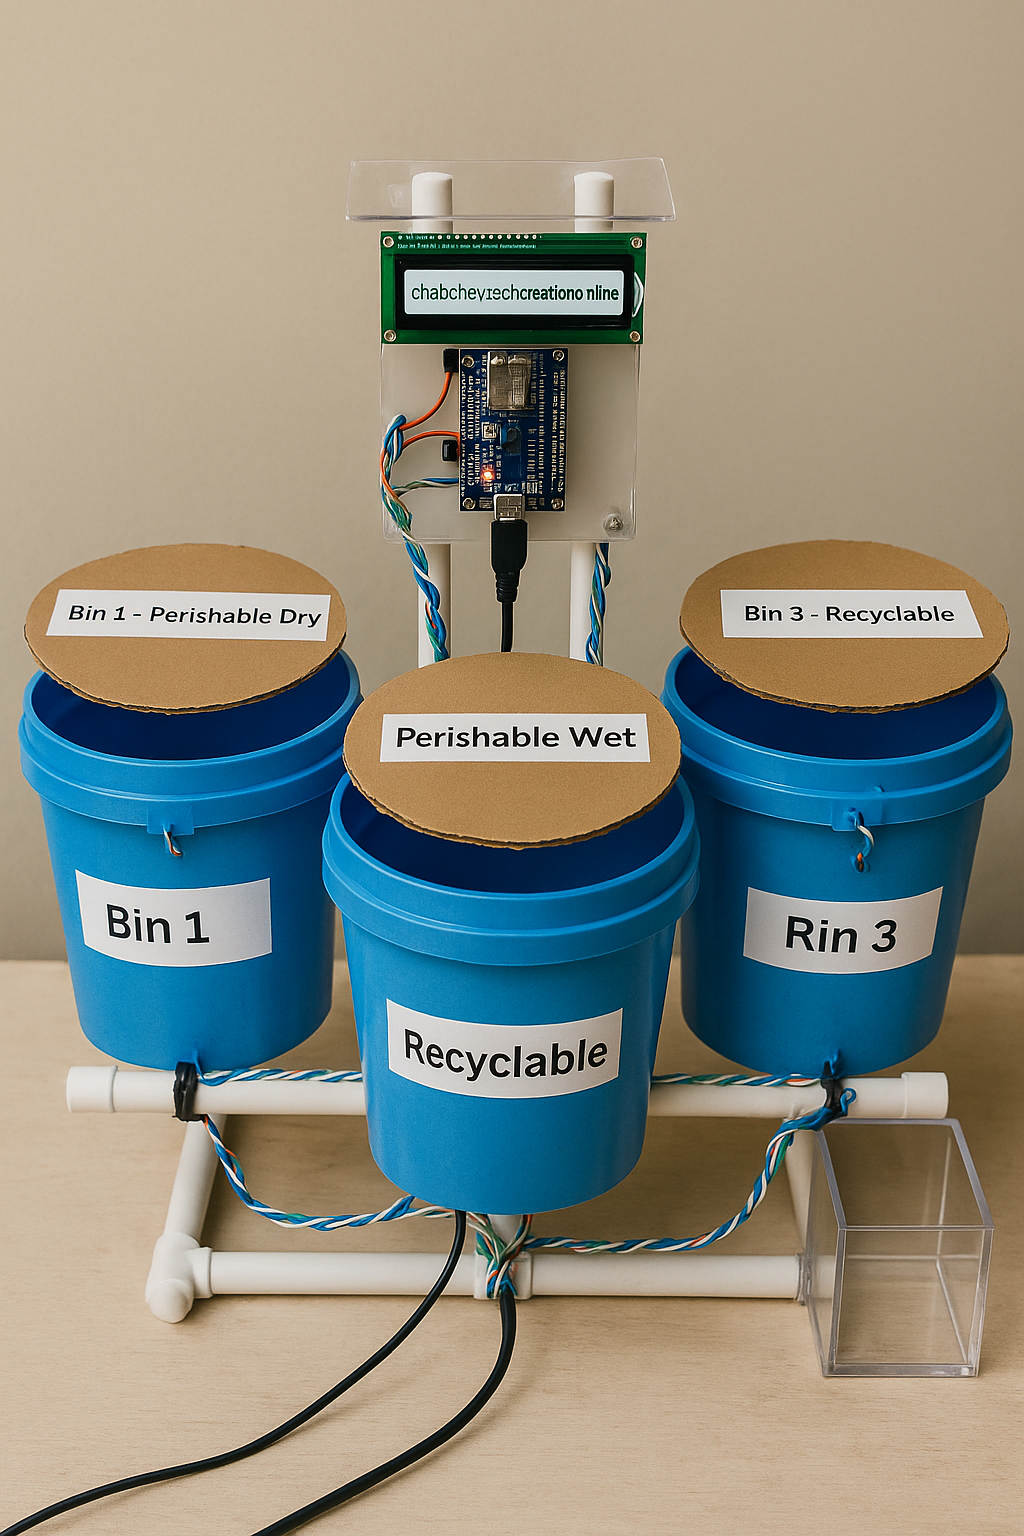 chabcheyrechcreationo nline
Bin 1 - Perishable Dry
Bin 3 - Recyclable
Perishable Wet
Bin 1
Rin 3
Recyclable